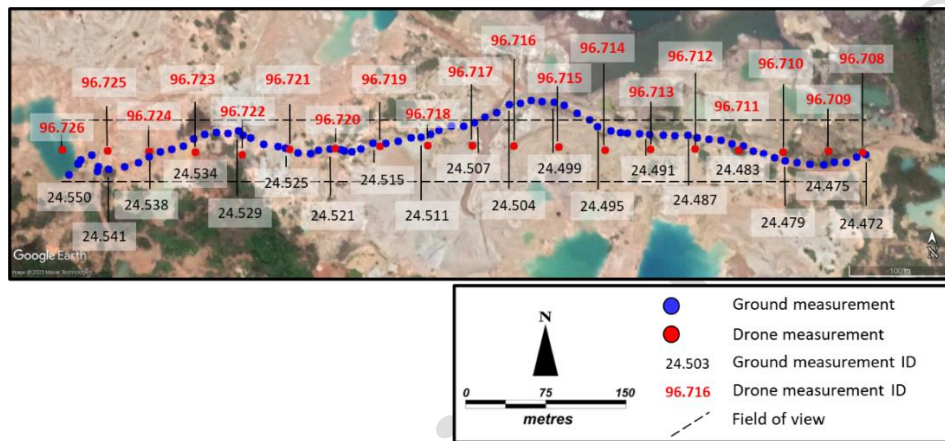 96.716
96.714
96.725 96.723 96.721 96.719 96.717 96.715 96.712 96.710 96.708
96.726 96.724 96.722 96.720 96.718 96.713 96.711 96.709
24.550 24.534 24.525 24.515 24.507 24.499 24.491 24.483 24.475
24.541 24.538 24.529 24.521 24.511 24.504 24.495 24.487 24.479 24.472
Google Earth
100 m
N
N
0 75 150
metres
Ground measurement
Drone measurement
24.503 Ground measurement ID
96.716 Drone measurement ID
Field of view